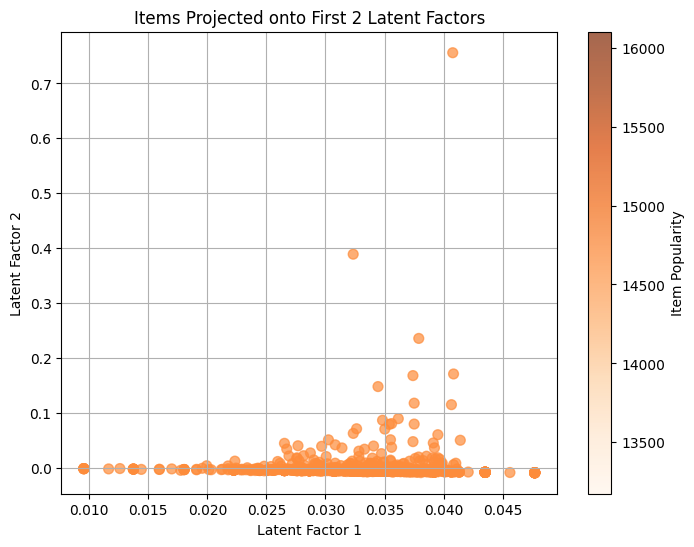 Items Projected onto First 2 Latent Factors
Latent Factor 2
0.7
0.6
0.5
0.4
0.3
0.2
0.1
0.0
0.010 0.015 0.020 0.025 0.030 0.035 0.040 0.045
Latent Factor 1
16000
15500
15000
14500
14000
13500
Item Popularity